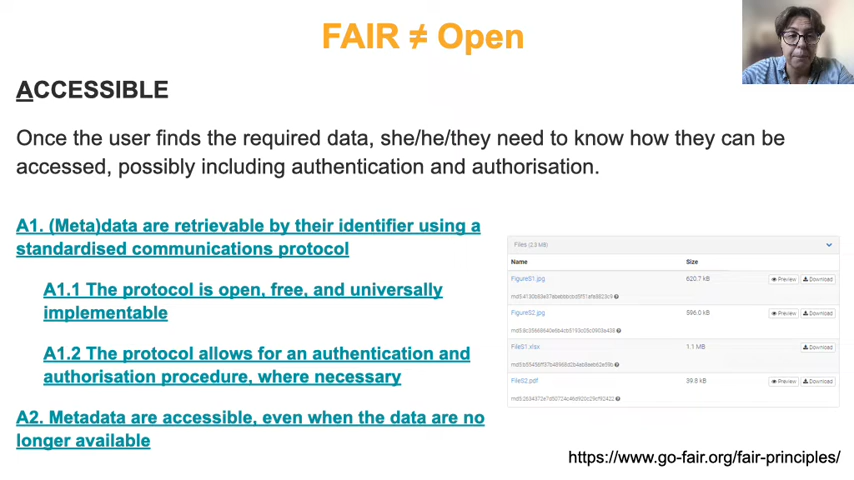 FAIR ≠ Open
ACCESSIBLE
Once the user finds the required data, she/he/they need to know how they can be
accessed, possibly including authentication and authorisation.
A1. (Meta)data are retrievable by their identifier using a
standardised communications protocol
A1.1 The protocol is open, free, and universally
implementable
A1.2 The protocol allows for an authentication and
authorisation procedure, where necessary
A2. Metadata are accessible, even when the data are no
longer available
Files (2.3 MB)
Name Size
FigureS1.jpg 620.7 kB Preview Download
FigureS2.jpg 596.0 kB Preview Download
FileS1.xlsx 1.1 MB Download
FileS2.pdf 39.8 kB Preview Download
https://www.go-fair.org/fair-principles/